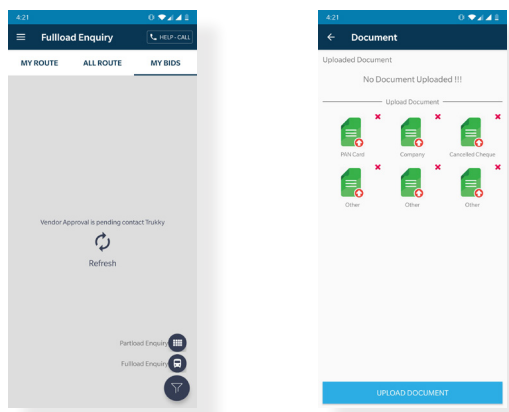 4:21
Fullload Enquiry
HELP - CALL
MY ROUTE ALL ROUTE MY BIDS
Vendor Approval is pending contact Trukky
Refresh
Partload Enquiry
Fullload Enquiry
4:21
Document
Uploaded Document
No Document Uploaded !!!
Upload Document
PAN Card Company Cancelled Cheque
Other Other Other
UPLOAD DOCUMENT